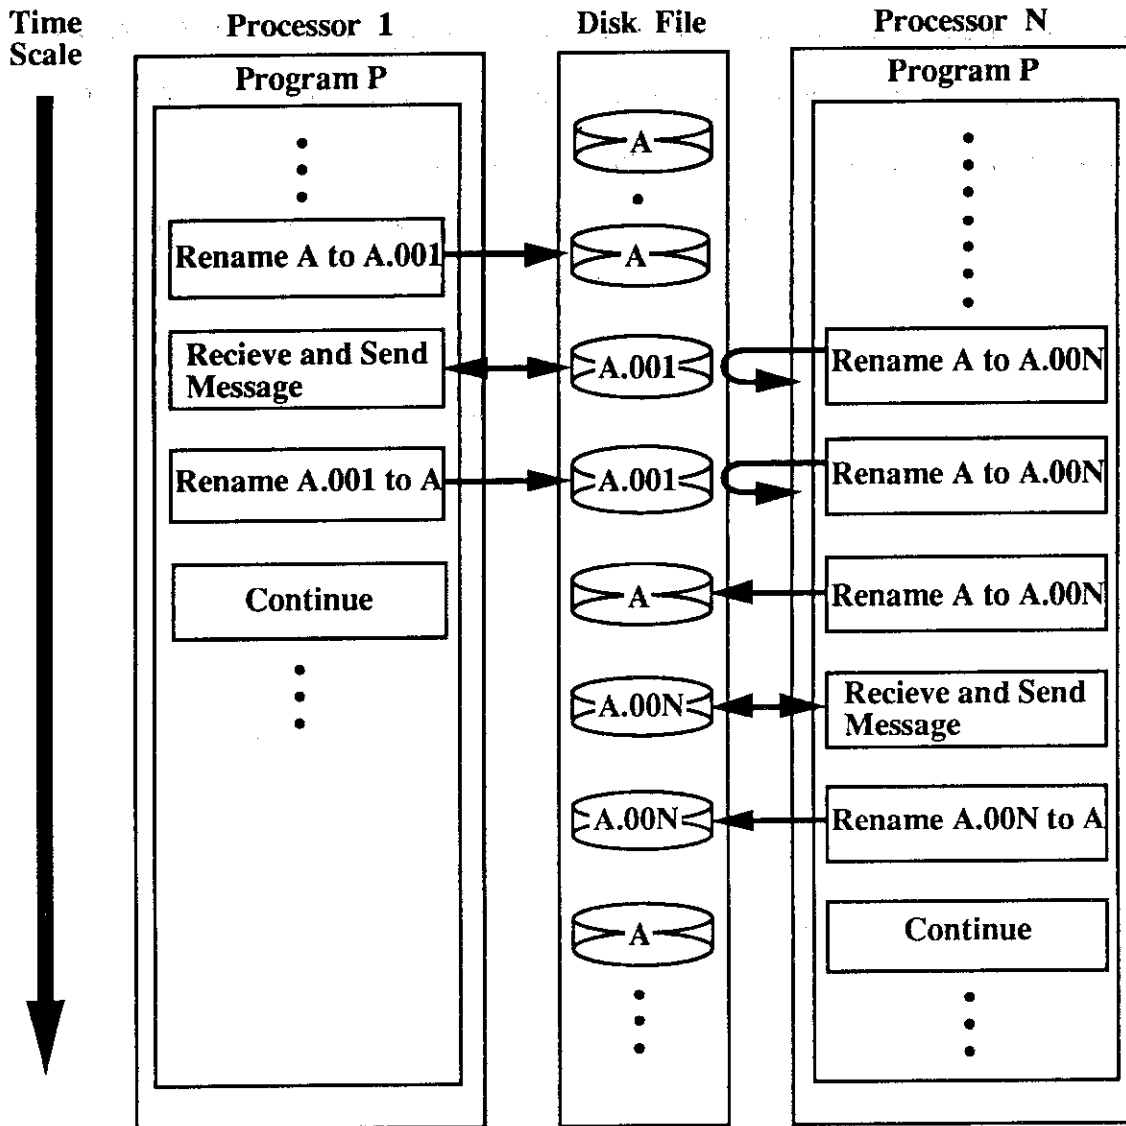 Time
Scale
Processor 1
Disk File
Processor N
Program P
Program P
A
Rename A to A.001
A
Recieve and Send
Message
A.001
Rename A to A.00N
Rename A.001 to A
A.001
Rename A to A.00N
Continue
A
Rename A to A.00N
A.00N
Recieve and Send
Message
A.00N
Rename A.00N to A
A
Continue